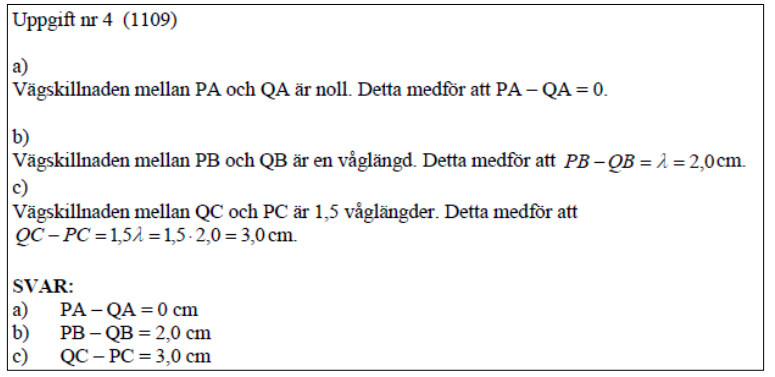 Uppgift nr 4 (1109)
a)
Vägskillnaden mellan PA och QA är noll. Detta medför att PA – QA = 0.
b)
Vägskillnaden mellan PB och QB är en våglängd. Detta medför att PB – QB = λ = 2,0 cm.
c)
Vägskillnaden mellan QC och PC är 1,5 våglängder. Detta medför att
QC – PC = 1,5λ = 1,5 · 2,0 = 3,0 cm.
SVAR:
a) PA – QA = 0 cm
b) PB – QB = 2,0 cm
c) QC – PC = 3,0 cm